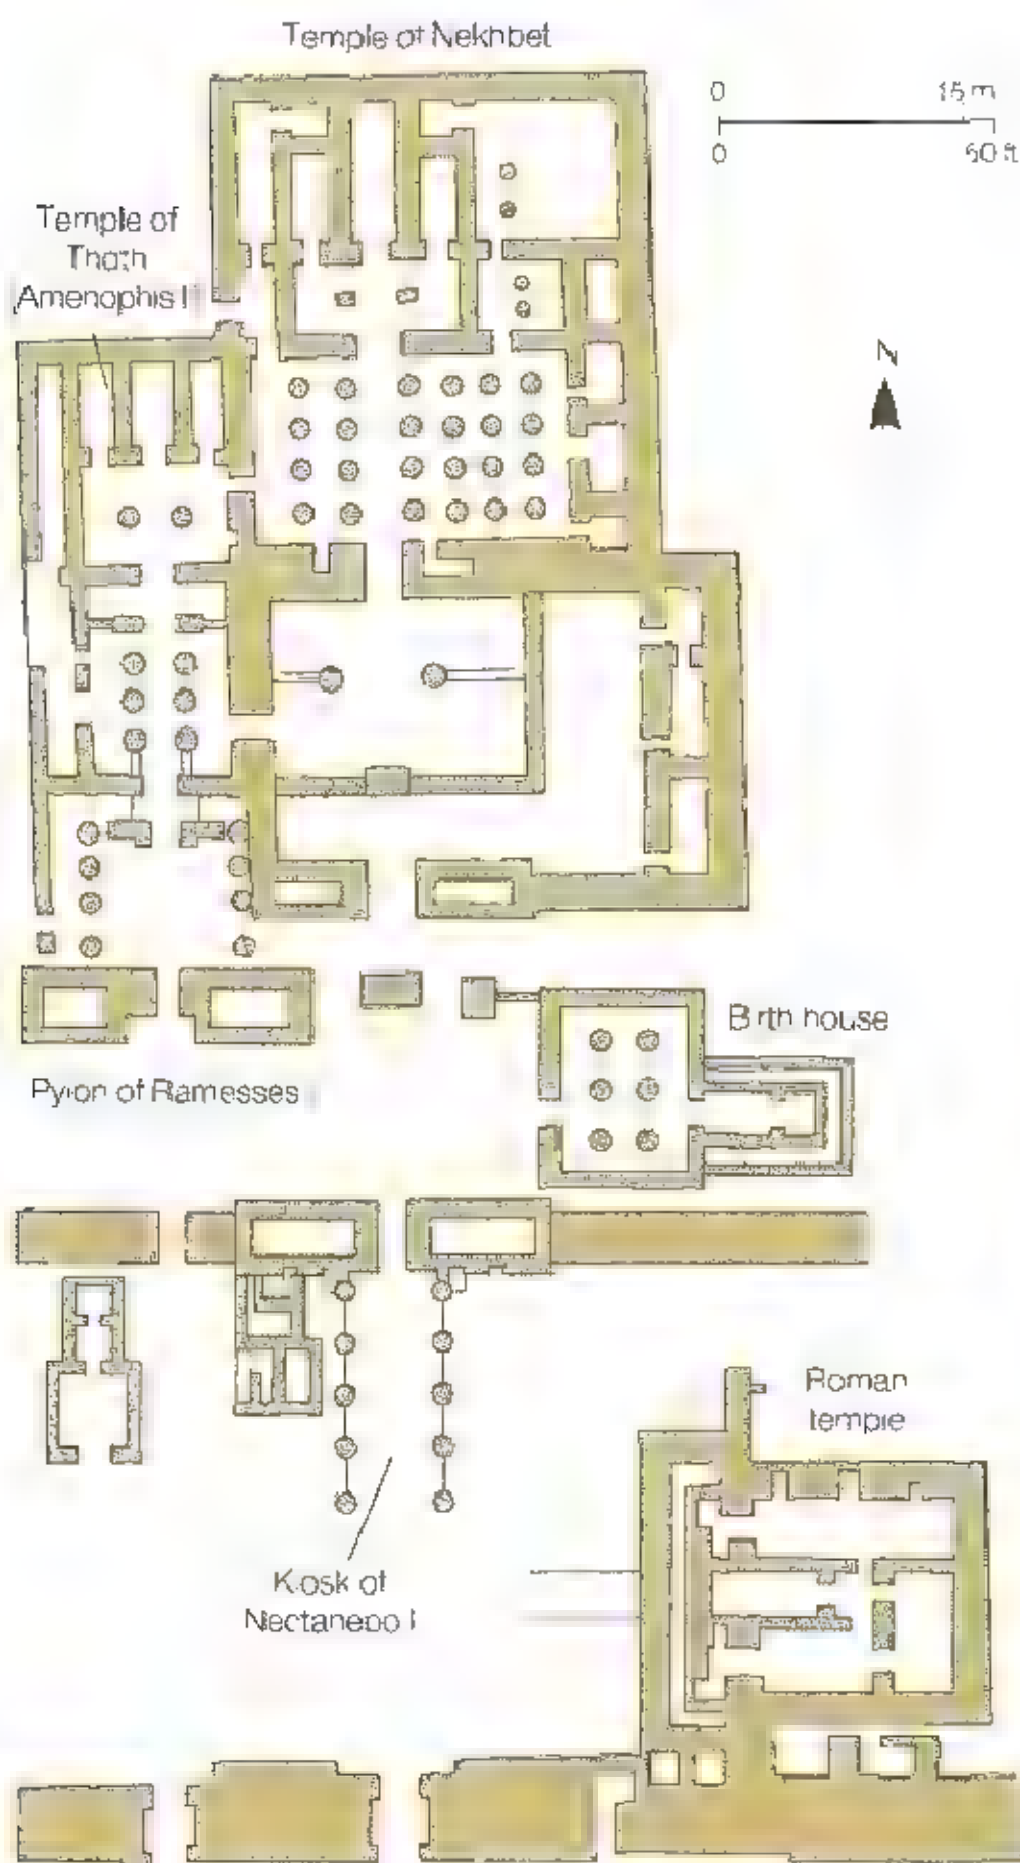 Temple of Nekhbet
0 15 m
0 50 ft
Temple of
Thoth
(Amenophis II)
N
Birth house
Pylon of Ramesses
Roman
temple
Kiosk of
Nectanebo I